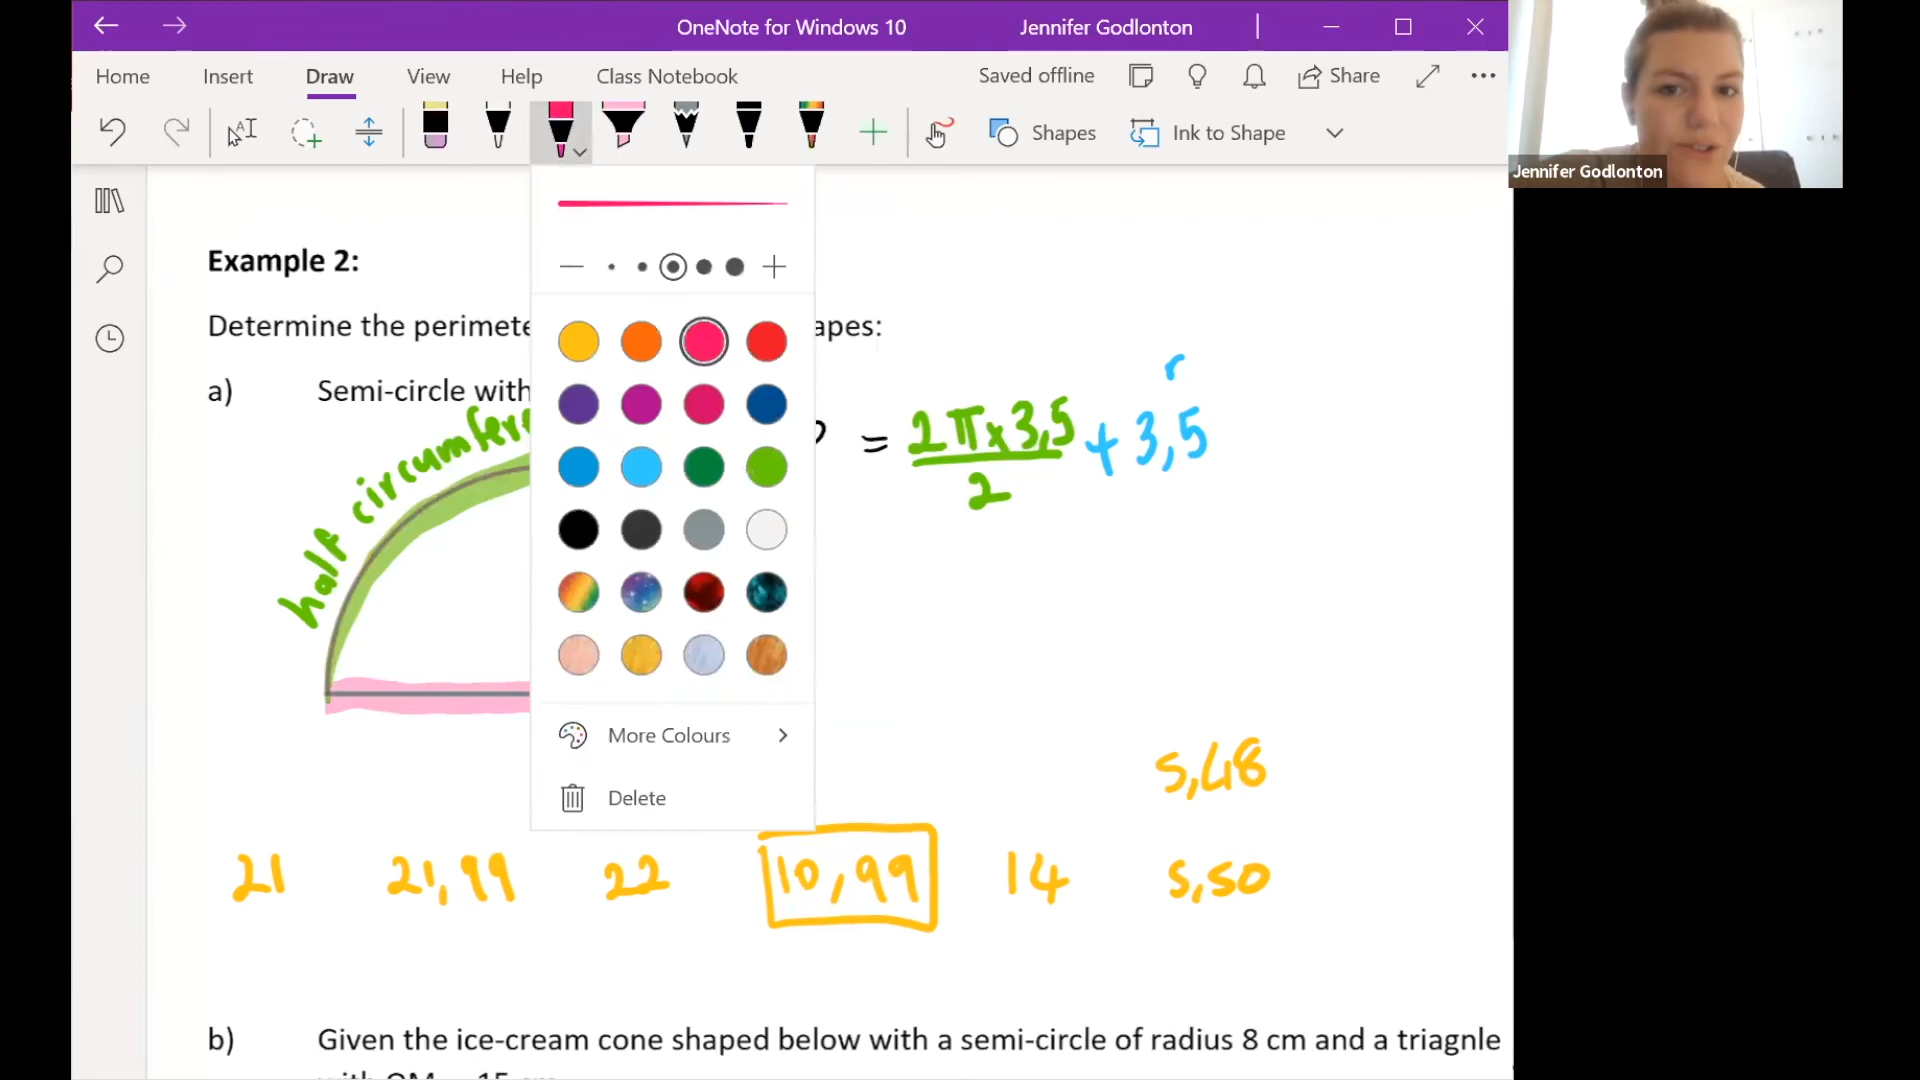 OneNote for Windows 10 Jennifer Godlonton
Home Insert Draw View Help Class Notebook Saved offline Share
Shapes Ink to Shape
Jennifer Godlonton
Example 2:
Determine the perimete apes:
a) Semi-circle with
half circumfere
= 2π×3,5 + 3,5
2
r
More Colours
Delete
5,48
21 21,99 22 10,99 14 5,50
b) Given the ice-cream cone shaped below with a semi-circle of radius 8 cm and a triagnle